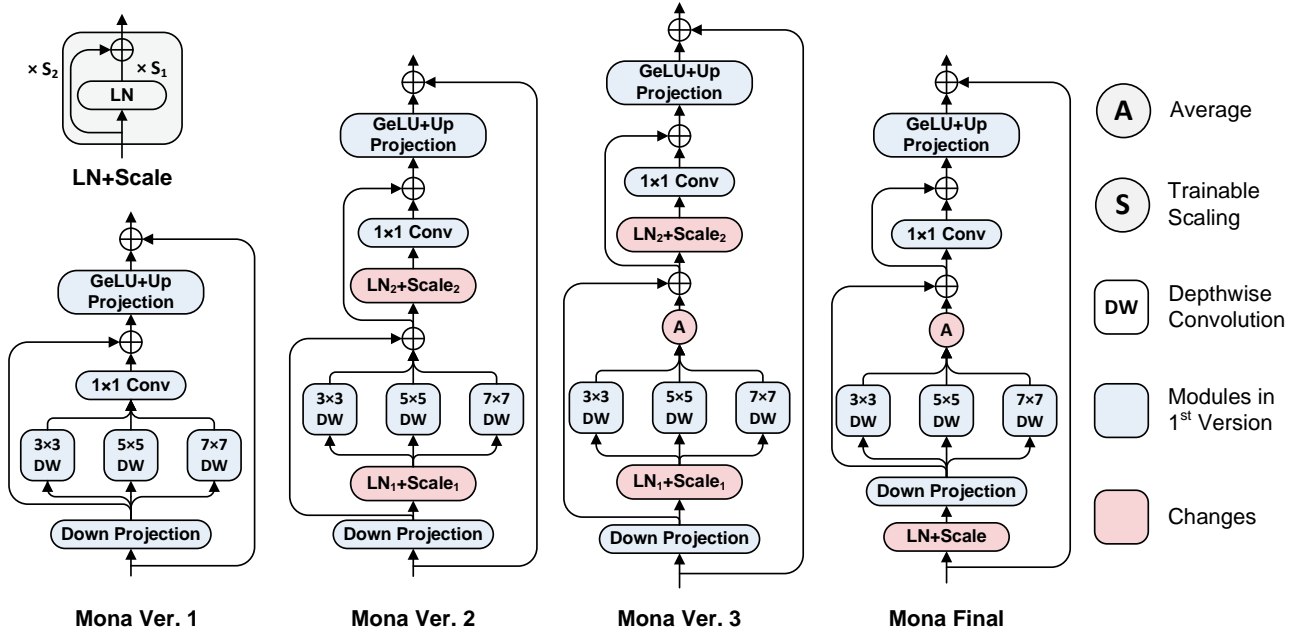 × S₂
× S₁
LN
LN+Scale
GeLU+Up
Projection
1×1 Conv
3×3
DW
5×5
DW
7×7
DW
Down Projection
Mona Ver. 1
GeLU+Up
Projection
1×1 Conv
LN₂+Scale₂
3×3
DW
5×5
DW
7×7
DW
LN₁+Scale₁
Down Projection
Mona Ver. 2
GeLU+Up
Projection
1×1 Conv
LN₂+Scale₂
A
3×3
DW
5×5
DW
7×7
DW
LN₁+Scale₁
Down Projection
Mona Ver. 3
GeLU+Up
Projection
1×1 Conv
A
3×3
DW
5×5
DW
7×7
DW
Down Projection
LN+Scale
Mona Final
A
Average
S
Trainable
Scaling
DW
Depthwise
Convolution
Modules in
1ˢᵗ Version
Changes